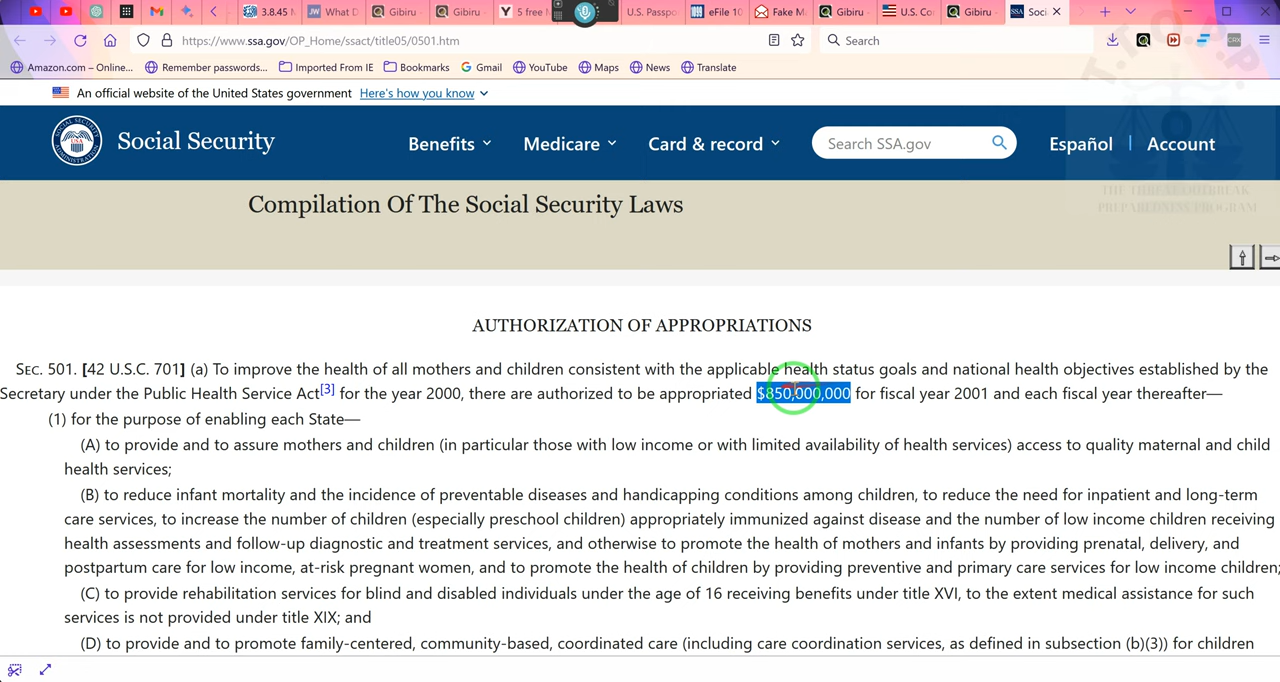 3.8.45 M
What D
Gibiru -
Gibiru -
5 free
U.S. Passp
eFile 10
Fake M
Gibiru -
U.S. Co
Gibiru -
Soci
https://www.ssa.gov/OP_Home/ssact/title05/0501.htm
Search
Amazon.com – Online...
Remember passwords...
Imported From IE
Bookmarks
Gmail
YouTube
Maps
News
Translate
T.T.O.P.P.
An official website of the United States government Here's how you know
Social Security
Benefits
Medicare
Card & record
Search SSA.gov
Español
Account
THE THREAT OUTBREAK
PREPAREDNESS PROGRAM
Compilation Of The Social Security Laws
AUTHORIZATION OF APPROPRIATIONS
SEC. 501. [42 U.S.C. 701] (a) To improve the health of all mothers and children consistent with the applicable health status goals and national health objectives established by the
Secretary under the Public Health Service Act[3] for the year 2000, there are authorized to be appropriated $850,000,000 for fiscal year 2001 and each fiscal year thereafter—
(1) for the purpose of enabling each State—
(A) to provide and to assure mothers and children (in particular those with low income or with limited availability of health services) access to quality maternal and child
health services;
(B) to reduce infant mortality and the incidence of preventable diseases and handicapping conditions among children, to reduce the need for inpatient and long-term
care services, to increase the number of children (especially preschool children) appropriately immunized against disease and the number of low income children receiving
health assessments and follow-up diagnostic and treatment services, and otherwise to promote the health of mothers and infants by providing prenatal, delivery, and
postpartum care for low income, at-risk pregnant women, and to promote the health of children by providing preventive and primary care services for low income children;
(C) to provide rehabilitation services for blind and disabled individuals under the age of 16 receiving benefits under title XVI, to the extent medical assistance for such
services is not provided under title XIX; and
(D) to provide and to promote family-centered, community-based, coordinated care (including care coordination services, as defined in subsection (b)(3)) for children